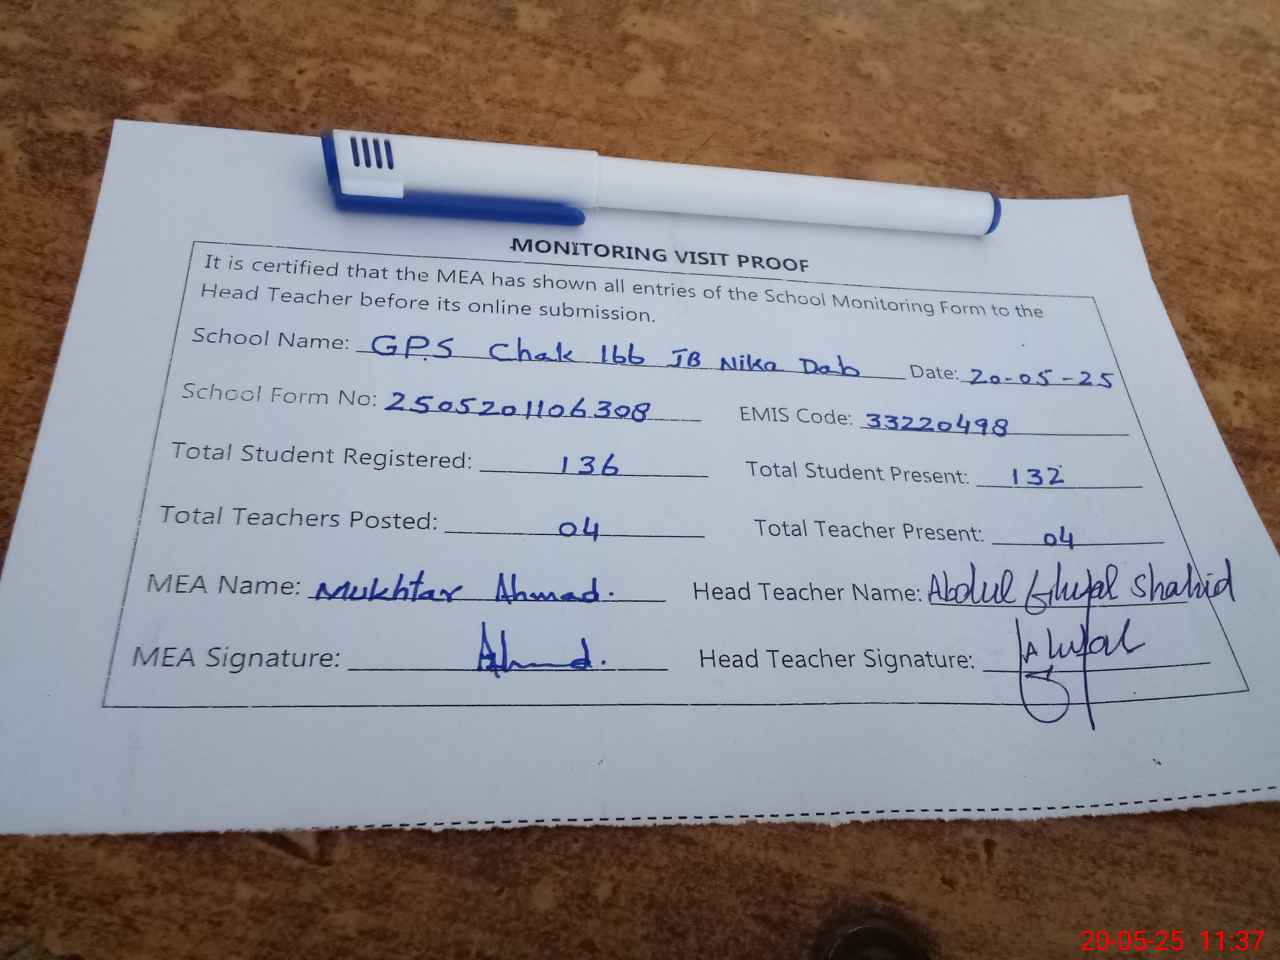 MONITORING VISIT PROOF
It is certified that the MEA has shown all entries of the School Monitoring Form to the
Head Teacher before its online submission.
School Name: GPS Chak 166 JB Nika Dab Date: 20-05-25
School Form No: 2505201106308 EMIS Code: 33220498
Total Student Registered: 136 Total Student Present: 132
Total Teachers Posted: 04 Total Teacher Present: 04
MEA Name: Mukhtar Ahmad. Head Teacher Name: Abdul Shahid
MEA Signature: Ahmd. Head Teacher Signature:
20-05-25 11:37